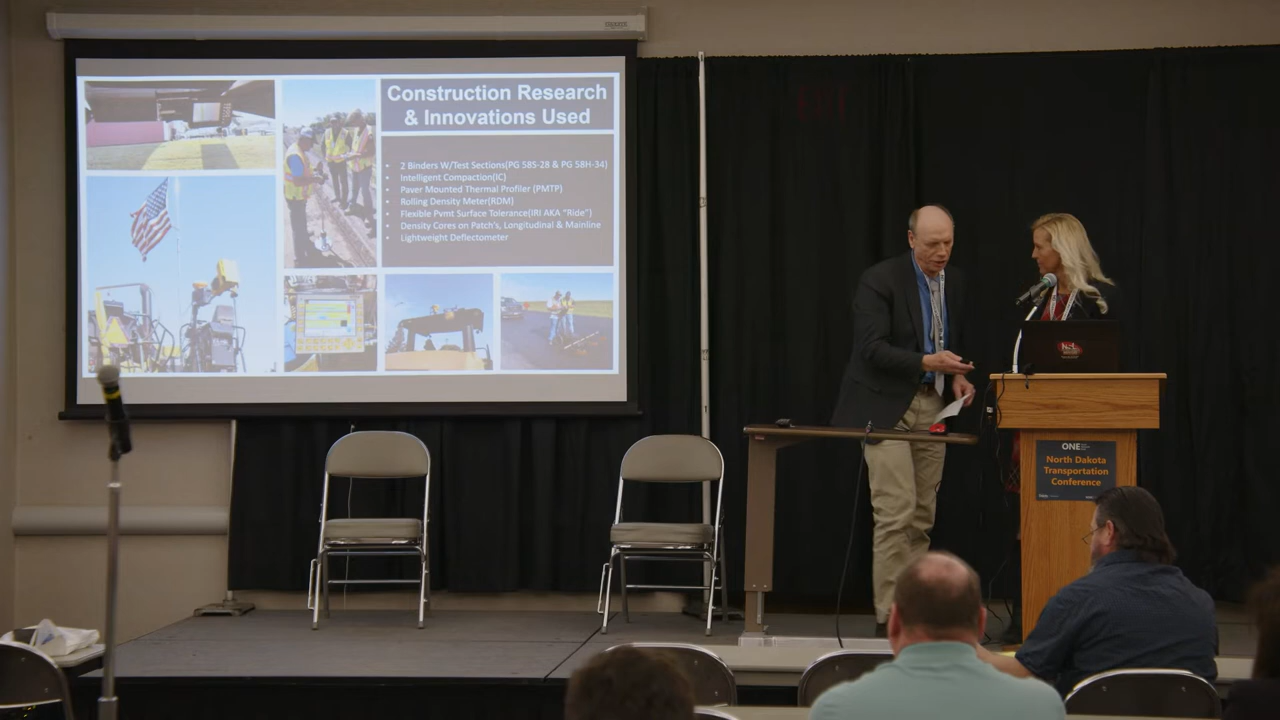 Construction Research
& Innovations Used
• 2 Binders W/Test Sections(PG 58S-28 & PG 58H-34)
• Intelligent Compaction(IC)
• Paver Mounted Thermal Profiler (PMTP)
• Rolling Density Meter(RDM)
• Flexible Pvmt Surface Tolerance(IRI AKA "Ride")
• Density Cores on Patch's, Longitudinal & Mainline
• Lightweight Deflectometer
ONE
North Dakota
Transportation
Conference